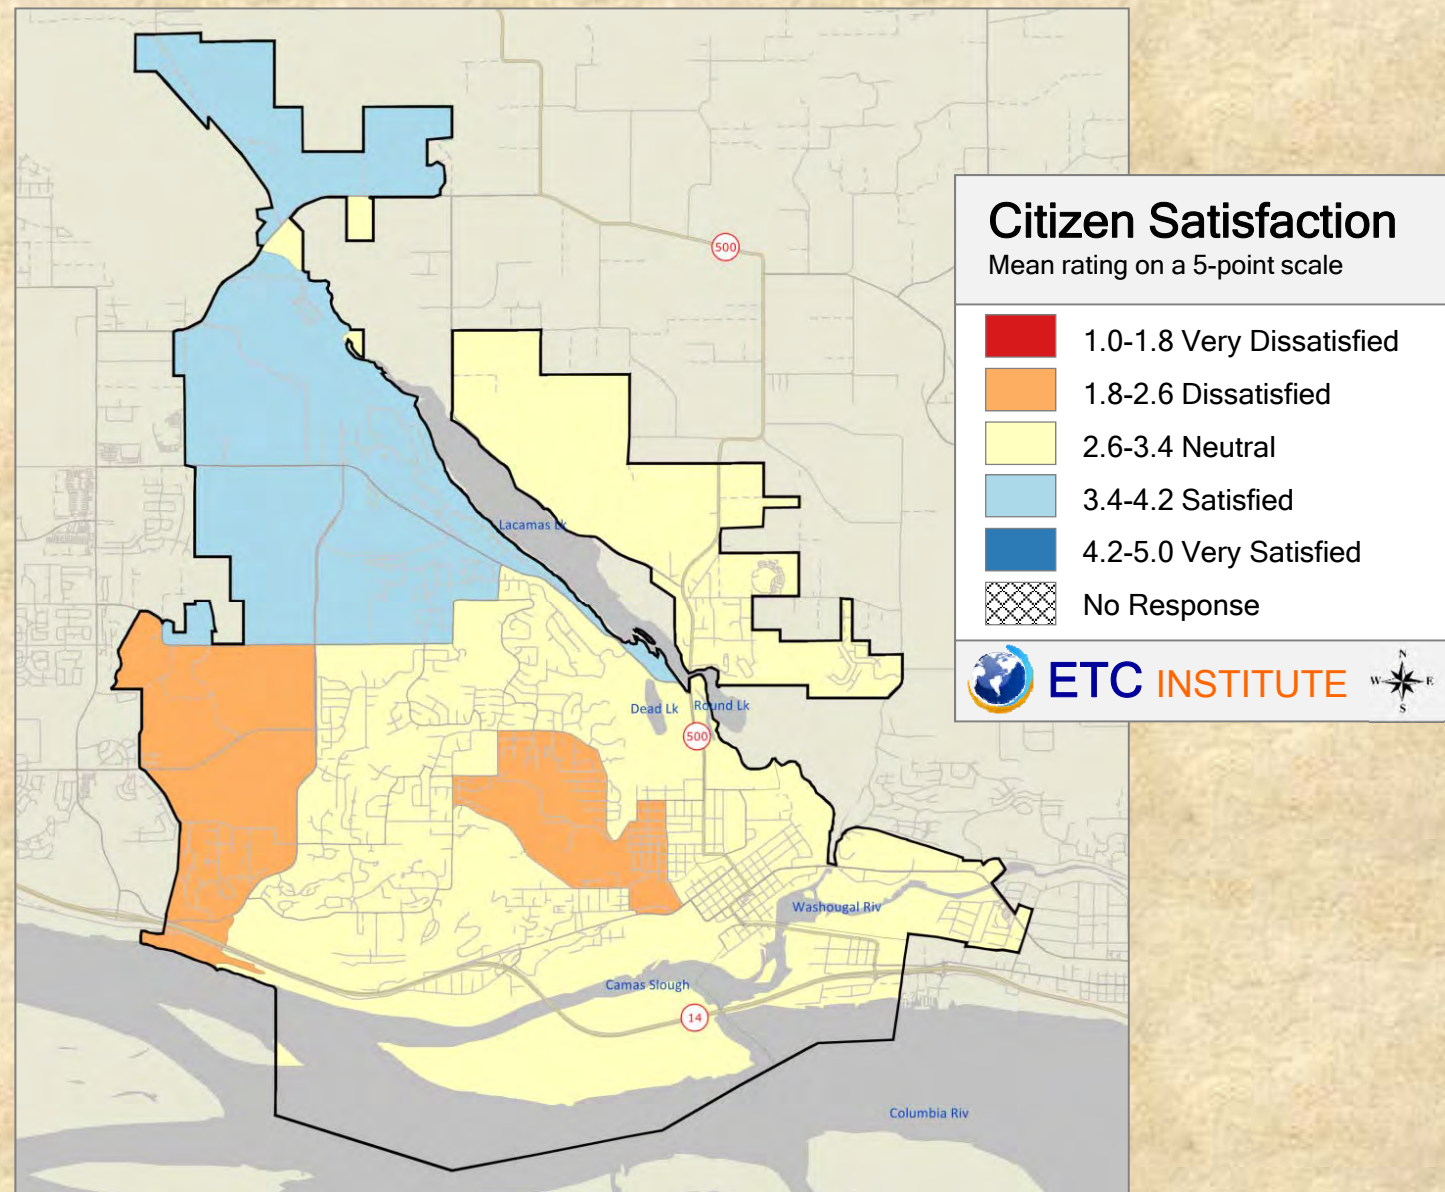 500
Citizen Satisfaction
Mean rating on a 5-point scale
1.0-1.8 Very Dissatisfied
1.8-2.6 Dissatisfied
2.6-3.4 Neutral
3.4-4.2 Satisfied
4.2-5.0 Very Satisfied
No Response
ETC INSTITUTE
N
W E
S
Lacamas Lk
Dead Lk
Round Lk
500
Washougal Riv
Camas Slough
14
Columbia Riv